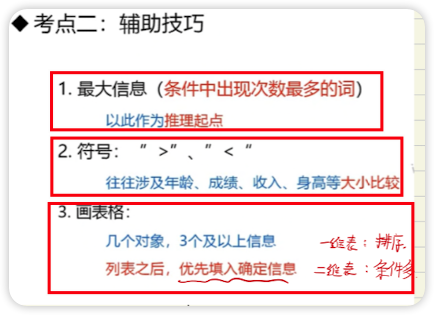 ◆ 考点二：辅助技巧
1. 最大信息（条件中出现次数最多的词）
以此作为推理起点
2. 符号： ＂ >＂、＂ < ＂
往往涉及年龄、成绩、收入、身高等大小比较
3. 画表格：
几个对象，3个及以上信息 一维表：排序
列表之后，优先填入确定信息 二维表：条件多